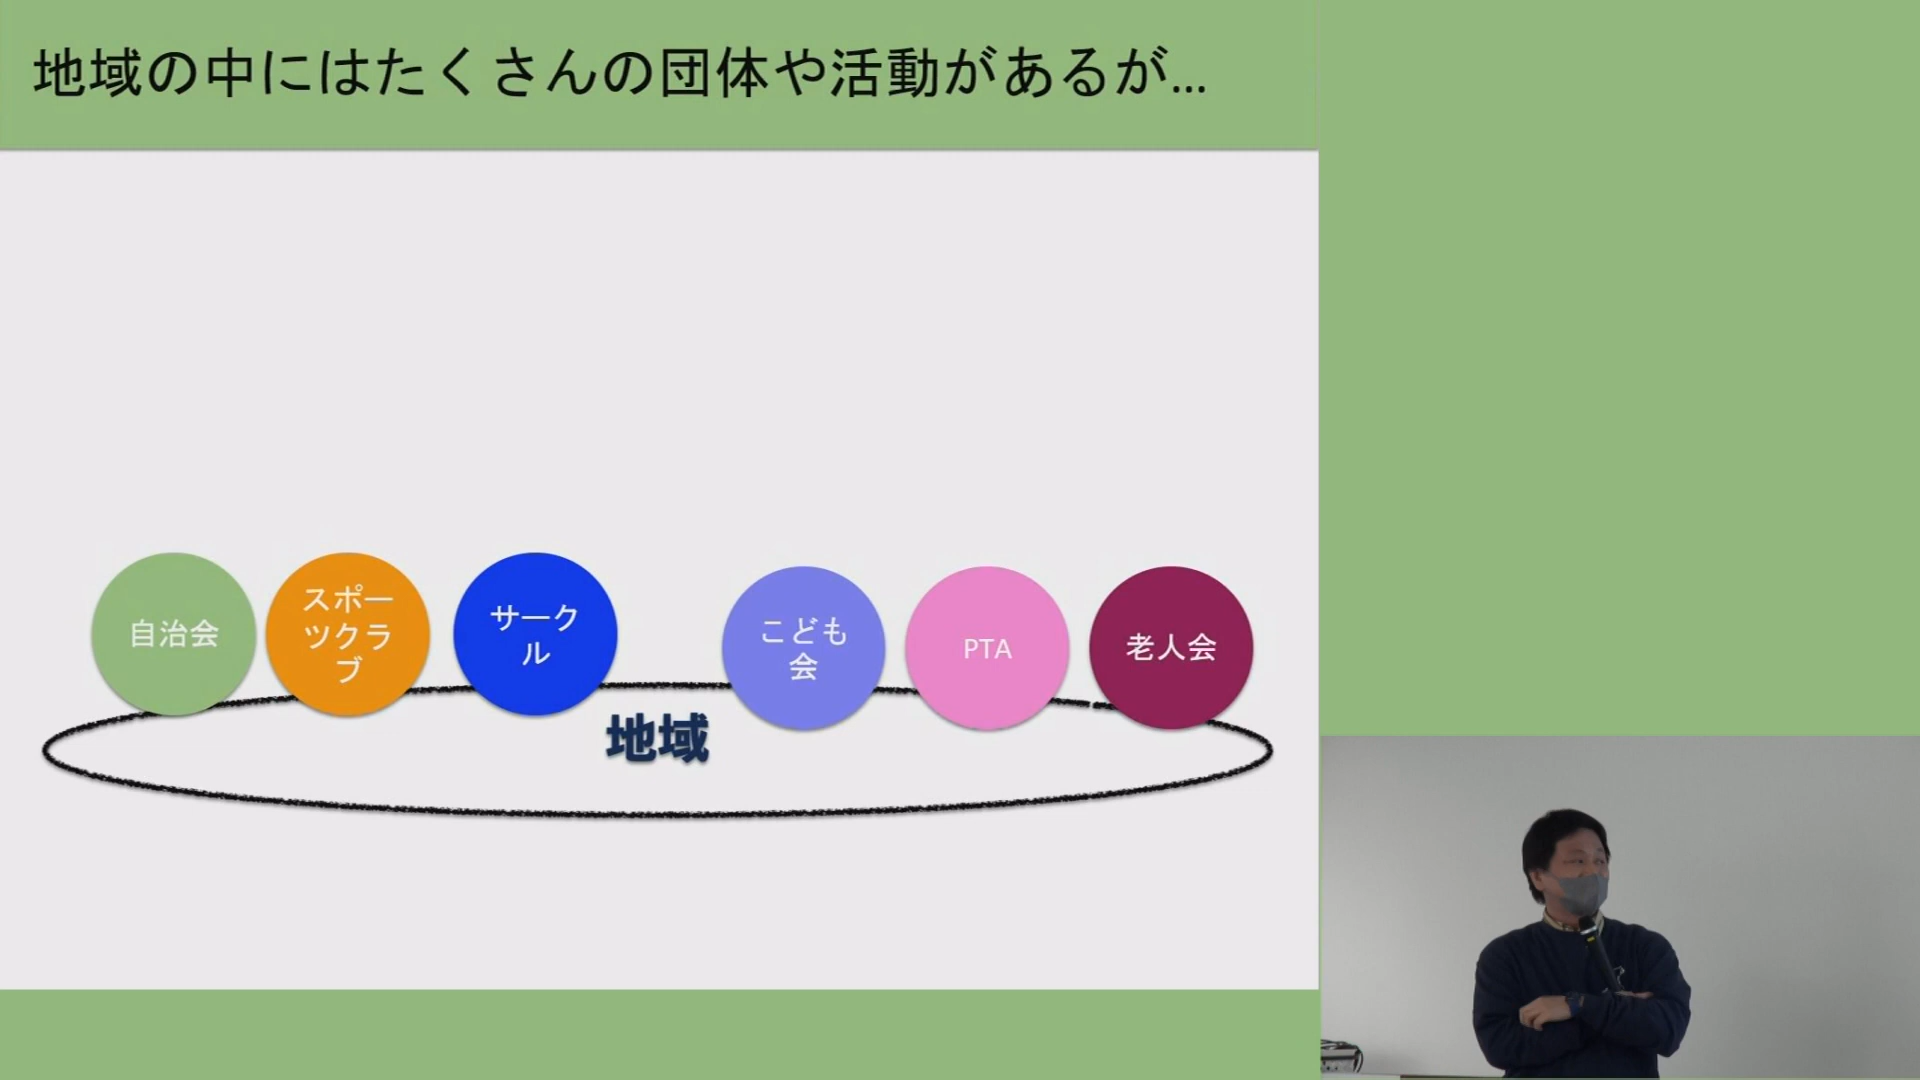 地域の中にはたくさんの団体や活動があるが…
自治会
スポー
ツクラ
ブ
サーク
ル
こども
会
PTA
老人会
地域